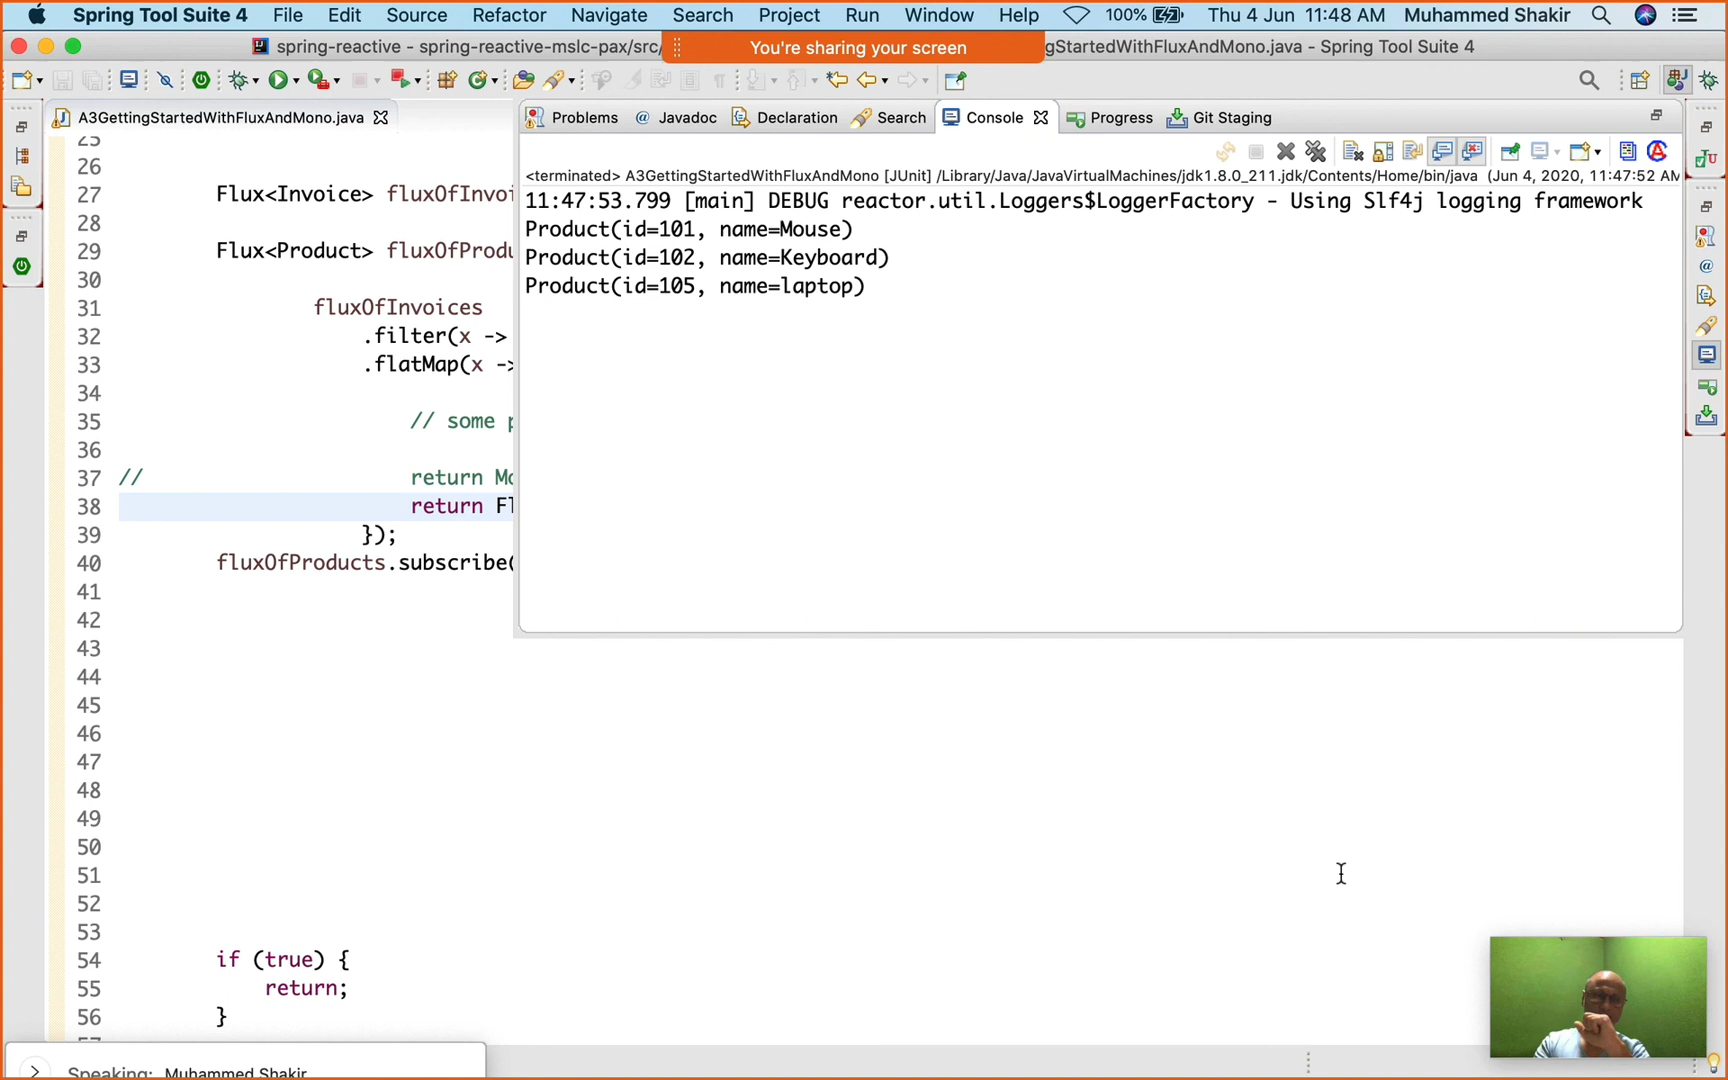 Spring Tool Suite 4 File Edit Source Refactor Navigate Search Project Run Window Help 100% Thu 4 Jun 11:48 AM Muhammed Shakir
spring-reactive - spring-reactive-mslc-pax/src/ You're sharing your screen gStartedWithFluxAndMono.java - Spring Tool Suite 4
A3GettingStartedWithFluxAndMono.java
Problems @ Javadoc Declaration Search Console Progress Git Staging
<terminated> A3GettingStartedWithFluxAndMono [JUnit] /Library/Java/JavaVirtualMachines/jdk1.8.0_211.jdk/Contents/Home/bin/java (Jun 4, 2020, 11:47:52 AM
11:47:53.799 [main] DEBUG reactor.util.Loggers$LoggerFactory - Using Slf4j logging framework
Product(id=101, name=Mouse)
Product(id=102, name=Keyboard)
Product(id=105, name=laptop)
25
26
27 Flux<Invoice> fluxOfInvoi
28
29 Flux<Product> fluxOfProdu
30
31 fluxOfInvoices
32 .filter(x ->
33 .flatMap(x ->
34
35 // some p
36
37 // return Mo
38 return Fl
39 });
40 fluxOfProducts.subscribe(
41
42
43
44
45
46
47
48
49
50
51
52
53
54 if (true) {
55 return;
56 }
57
Speaking: Muhammed Shakir